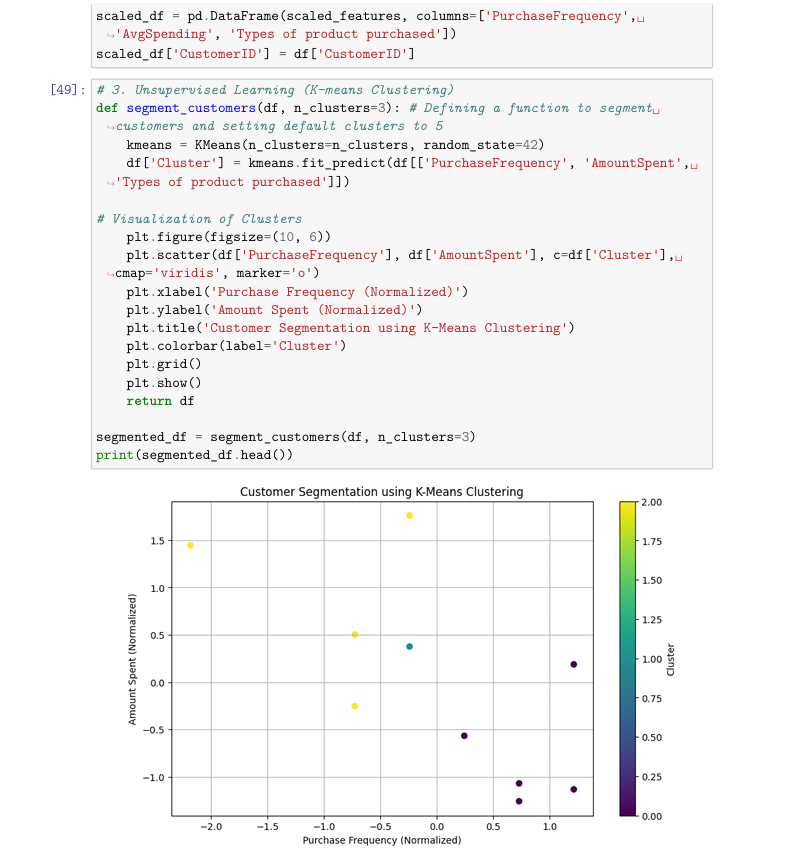 scaled_df = pd.DataFrame(scaled_features, columns=['PurchaseFrequency',␣
↪'AvgSpending', 'Types of product purchased'])
scaled_df['CustomerID'] = df['CustomerID']
[49]: # 3. Unsupervised Learning (K-means Clustering)
def segment_customers(df, n_clusters=3): # Defining a function to segment␣
↪customers and setting default clusters to 5
    kmeans = KMeans(n_clusters=n_clusters, random_state=42)
    df['Cluster'] = kmeans.fit_predict(df[['PurchaseFrequency', 'AmountSpent',␣
↪'Types of product purchased']])
# Visualization of Clusters
    plt.figure(figsize=(10, 6))
    plt.scatter(df['PurchaseFrequency'], df['AmountSpent'], c=df['Cluster'],␣
↪cmap='viridis', marker='o')
    plt.xlabel('Purchase Frequency (Normalized)')
    plt.ylabel('Amount Spent (Normalized)')
    plt.title('Customer Segmentation using K-Means Clustering')
    plt.colorbar(label='Cluster')
    plt.grid()
    plt.show()
    return df
segmented_df = segment_customers(df, n_clusters=3)
print(segmented_df.head())
Customer Segmentation using K-Means Clustering
Amount Spent (Normalized)
1.5
1.0
0.5
0.0
−0.5
−1.0
−2.0 −1.5 −1.0 −0.5 0.0 0.5 1.0
Purchase Frequency (Normalized)
2.00
1.75
1.50
1.25
1.00
0.75
0.50
0.25
0.00
Cluster